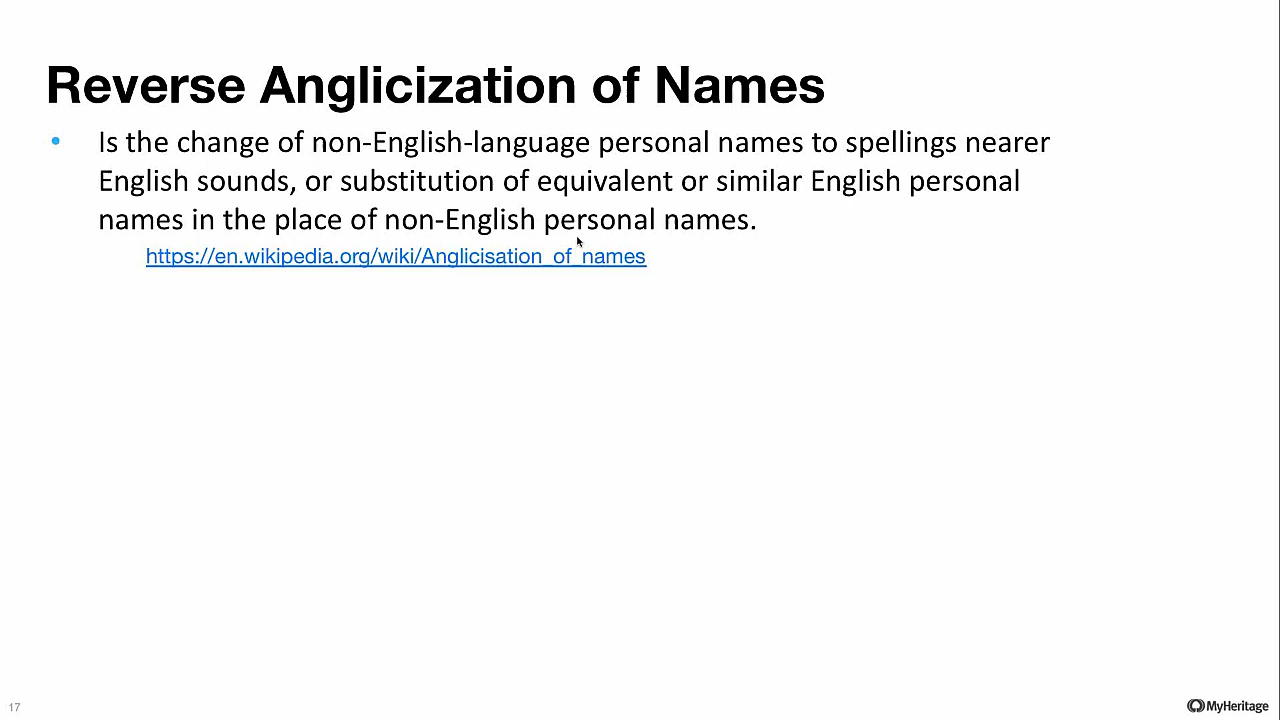 Reverse Anglicization of Names
• Is the change of non-English-language personal names to spellings nearer
English sounds, or substitution of equivalent or similar English personal
names in the place of non-English personal names.
https://en.wikipedia.org/wiki/Anglicisation_of_names
17
MyHeritage